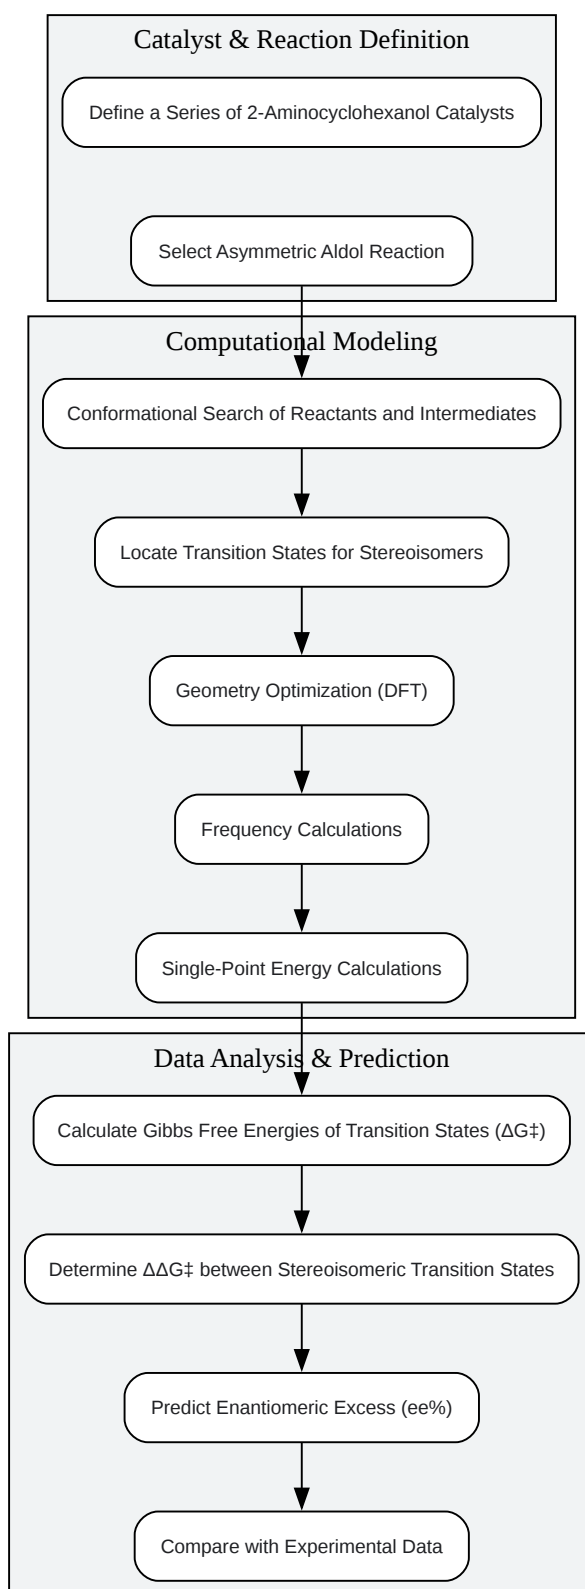 Catalyst & Reaction Definition
Define a Series of 2-Aminocyclohexanol Catalysts
Select Asymmetric Aldol Reaction
Computational Modeling
Conformational Search of Reactants and Intermediates
Locate Transition States for Stereoisomers
Geometry Optimization (DFT)
Frequency Calculations
Single-Point Energy Calculations
Data Analysis & Prediction
Calculate Gibbs Free Energies of Transition States (ΔG‡)
Determine ΔΔG‡ between Stereoisomeric Transition States
Predict Enantiomeric Excess (ee%)
Compare with Experimental Data